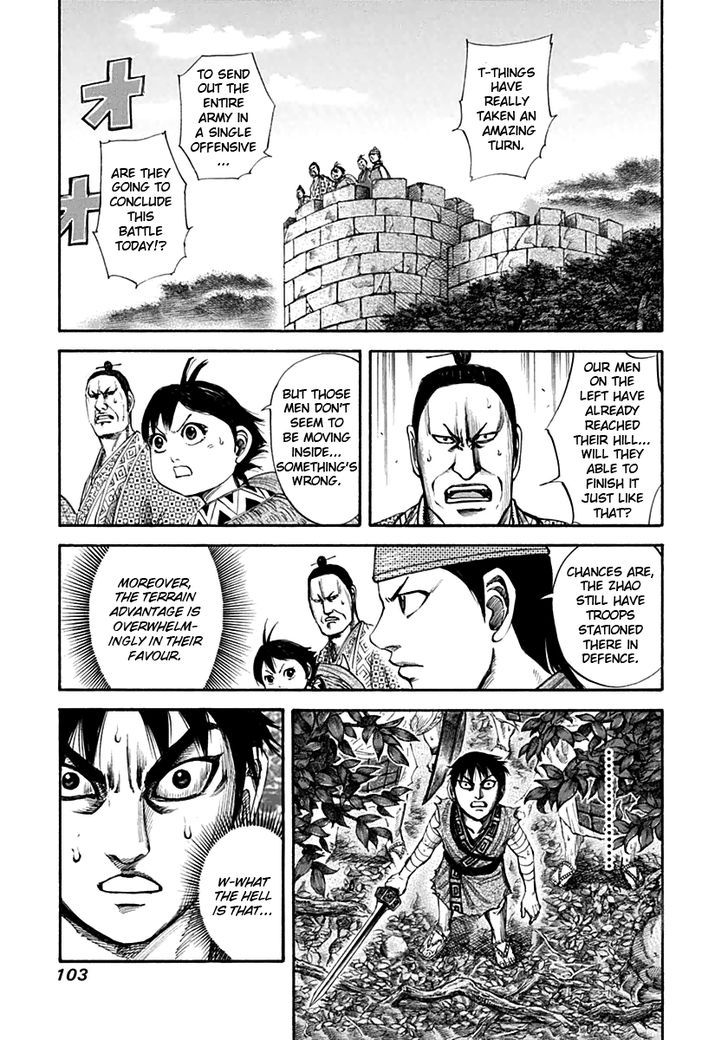 T-THINGS
HAVE
REALLY
TAKEN AN
AMAZING
TURN.
TO SEND
OUT THE
ENTIRE
ARMY IN
A SINGLE
OFFENSIVE
...
ARE THEY
GOING TO
CONCLUDE
THIS
BATTLE
TODAY!?
オ
オ
OUR MEN
ON THE
LEFT HAVE
ALREADY
REACHED
THEIR HILL...
WILL THEY
ABLE TO
FINISH IT
JUST LIKE
THAT?
BUT THOSE
MEN DON'T
SEEM TO
BE MOVING
INSIDE...
SOMETHING'S
WRONG.
CHANCES ARE,
THE ZHAO
STILL HAVE
TROOPS
STATIONED
THERE IN
DEFENCE.
MOREOVER,
THE TERRAIN
ADVANTAGE IS
OVERWHELM-
INGLY IN THEIR
FAVOUR.
W-WHAT
THE HELL
IS THAT...
103